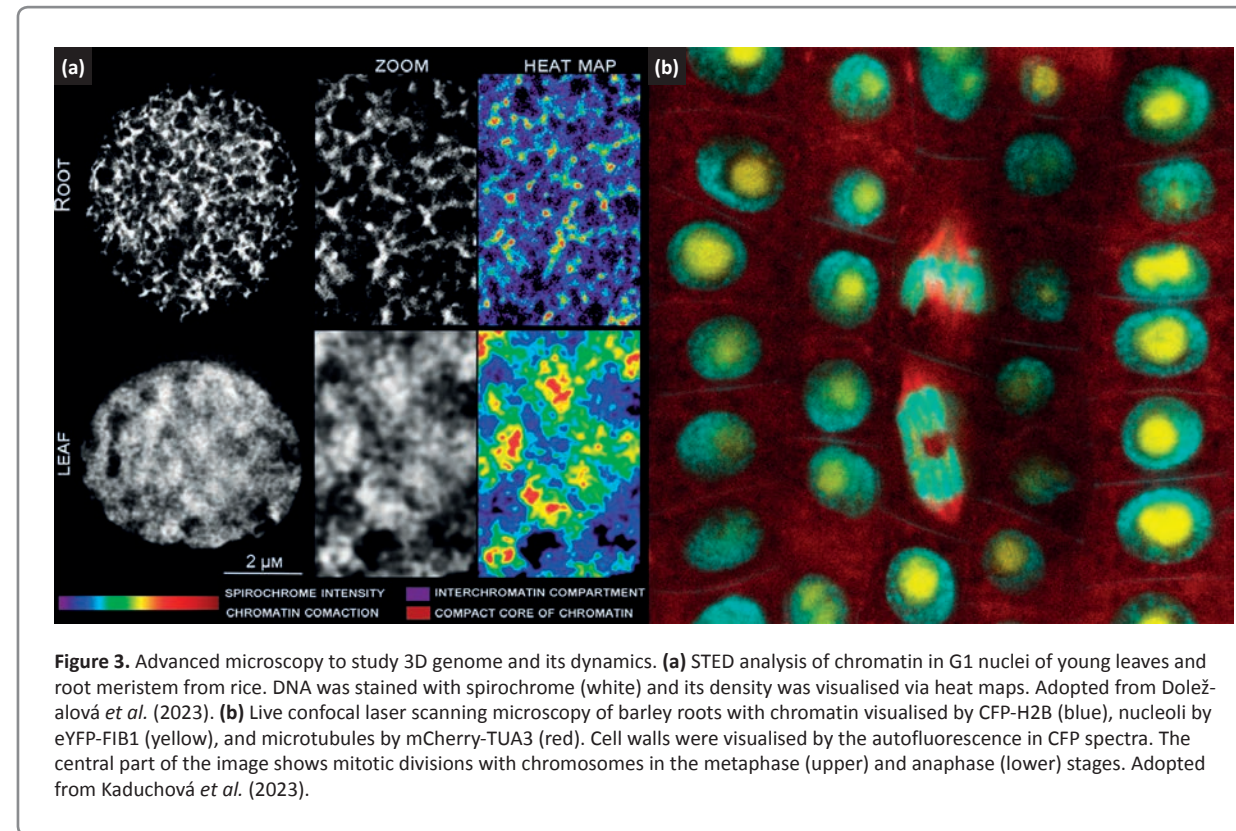 (a)
ZOOM
HEAT MAP
(b)
ROOT
LEAF
2 µM
SPIROCHROME INTENSITY
INTERCHROMATIN COMPARTMENT
CHROMATIN COMACTION
COMPACT CORE OF CHROMATIN
Figure 3. Advanced microscopy to study 3D genome and its dynamics. (a) STED analysis of chromatin in G1 nuclei of young leaves and
root meristem from rice. DNA was stained with spirochrome (white) and its density was visualised via heat maps. Adopted from Dolež-
alová et al. (2023). (b) Live confocal laser scanning microscopy of barley roots with chromatin visualised by CFP-H2B (blue), nucleoli by
eYFP-FIB1 (yellow), and microtubules by mCherry-TUA3 (red). Cell walls were visualised by the autofluorescence in CFP spectra. The
central part of the image shows mitotic divisions with chromosomes in the metaphase (upper) and anaphase (lower) stages. Adopted
from Kaduchová et al. (2023).